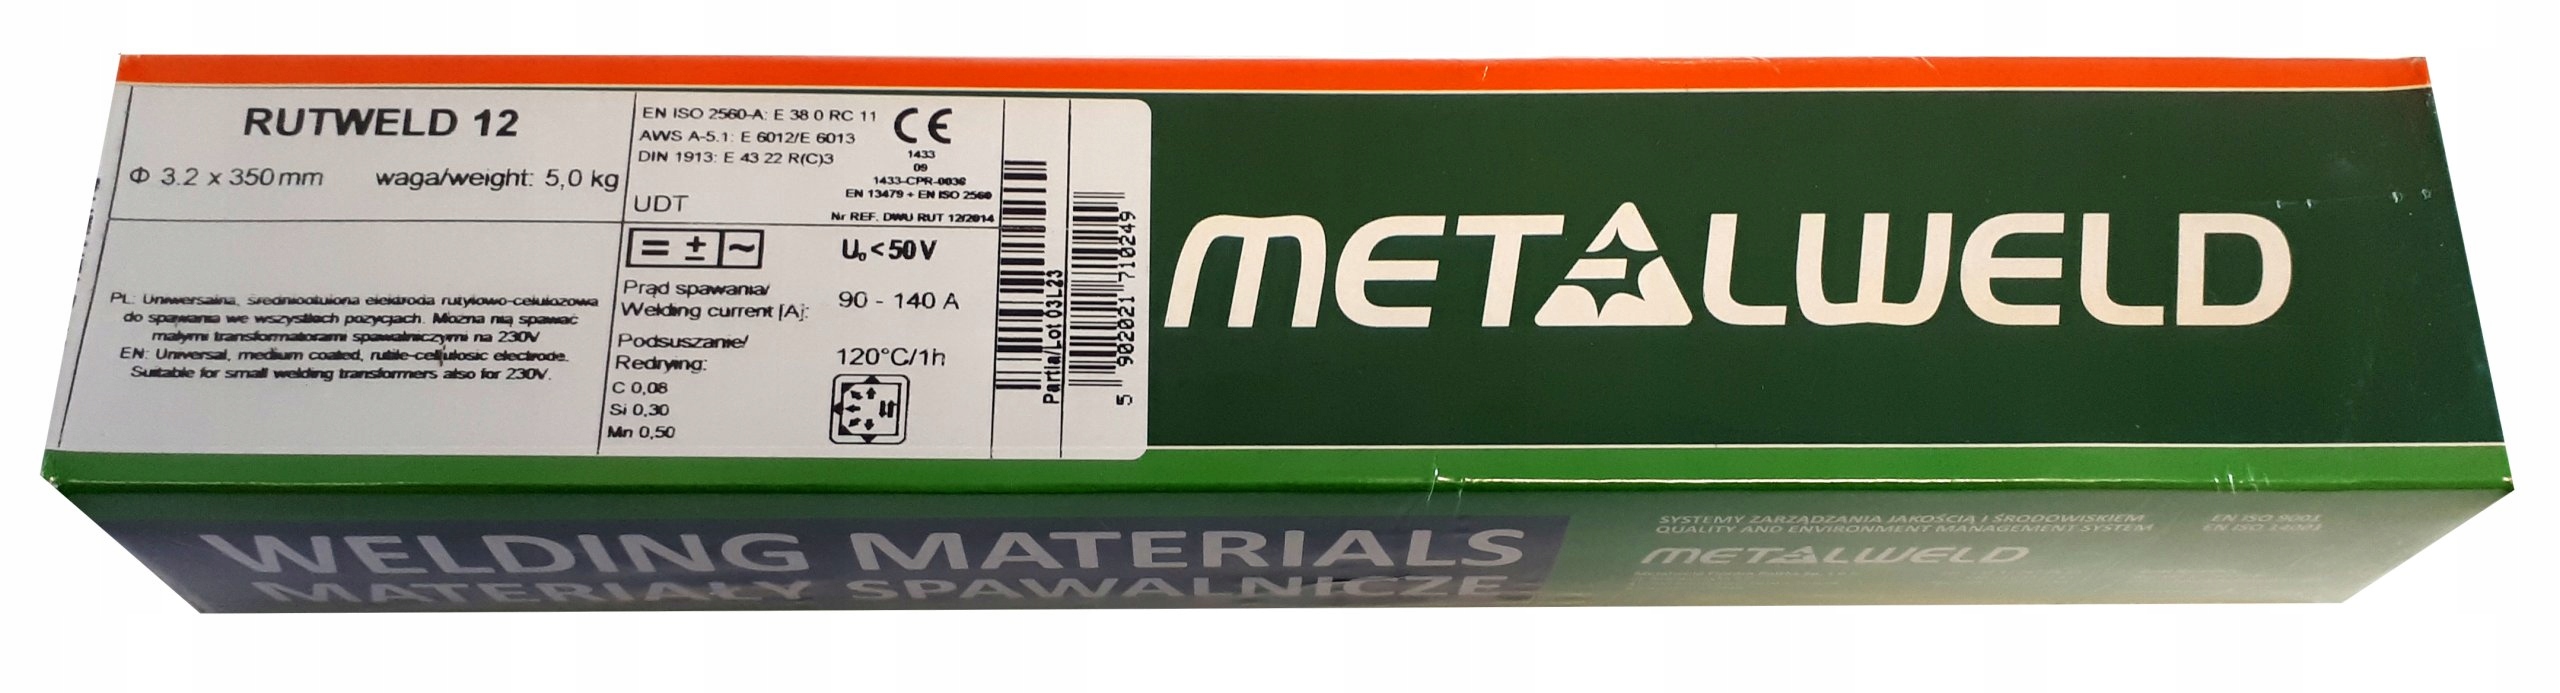 RUTWELD 12
Φ 3.2 x 350mm waga/weight: 5,0 kg
EN ISO 2560-A: E 38 0 RC 11
AWS A-5.1: E 6012/E 6013
DIN 1913: E 43 22 R(C)3
UDT
CE
1433
09
1433-CPR-0036
EN 13479 + EN ISO 2560
Nr REF. DWU RUT 12/2014
PL: Uniwersalna, średniootulona elektroda rutylowo-celulozowa
do spawania we wszystkich pozycjach. Można nią spawać
małymi transformatorami spawalniczymi na 230V
EN: Universal, medium coated, rutile-cellulosic electrode.
Suitable for small welding transformers also for 230V.
= ± ~
U₀<50V
Prąd spawania/
Welding current [A]: 90 - 140 A
Podsuszanie/
Redrying: 120°C/1h
C 0,08
Si 0,30
Mn 0,50
Partia/Lot 03L23
5 902021 710249
METALWELD
WELDING MATERIALS
MATERIAŁY SPAWALNICZE
SYSTEMY ZARZĄDZANIA JAKOŚCIĄ I ŚRODOWISKIEM
QUALITY AND ENVIRONMENT MANAGEMENT SYSTEM
EN ISO 9001
EN ISO 14001
METALWELD